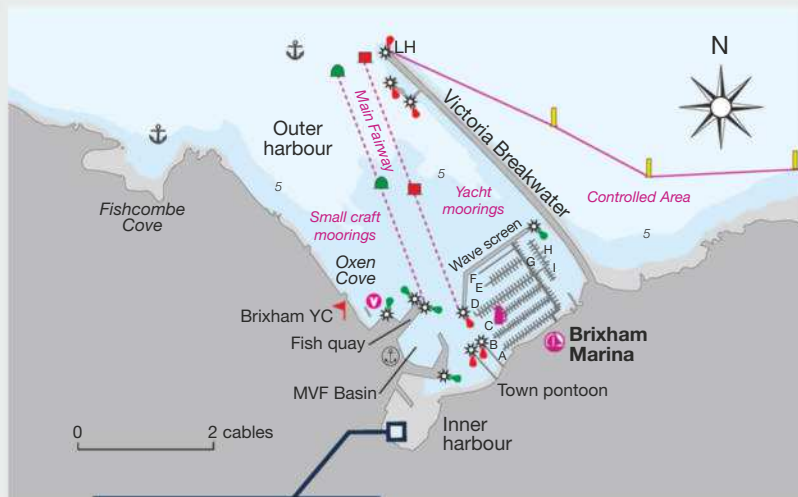 LH
N
Main Fairway
Victoria Breakwater
Outer
harbour
5
5
Yacht
moorings
Controlled Area
5
Fishcombe
Cove
Small craft
moorings
Wave screen
H
G
I
F
E
D
C
B
A
Oxen
Cove
V
Brixham YC
Fish quay
Brixham
Marina
MVF Basin
Town pontoon
0
2 cables
Inner
harbour